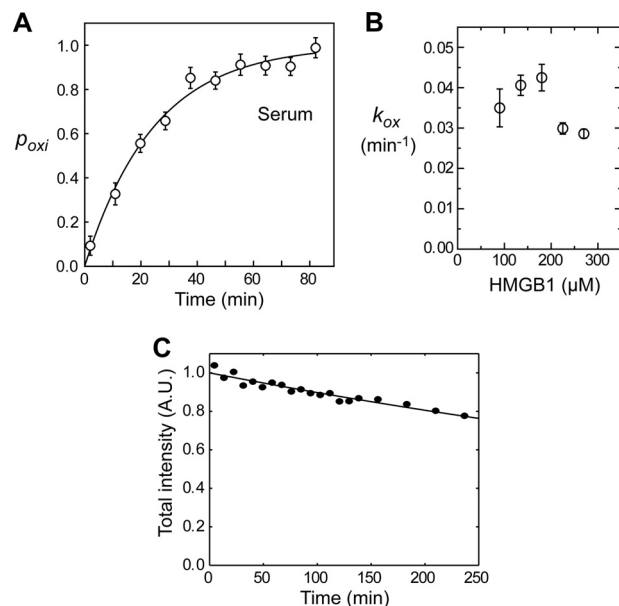 A
1.0
0.8
0.6
0.4
0.2
0.0
p_oxi
Serum
0 20 40 60 80
Time (min)
B
0.05
0.04
0.03
0.02
0.01
0.00
k_ox
(min⁻¹)
0 100 200 300
HMGB1 (µM)
C
1.0
0.8
0.6
0.4
0.2
0.0
Total intensity (A.U.)
0 50 100 150 200 250
Time (min)